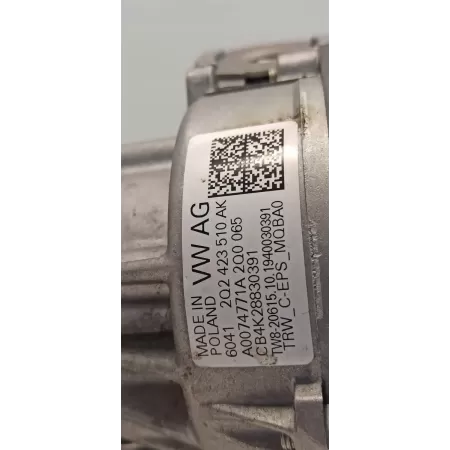 MADE IN
POLAND VW AG
6041 2Q2 423 510 AK
A0074771A 2Q0 065
CB4K28830391
TW8-20615.10.1940030391
TRW_C-EPS_MQBA0